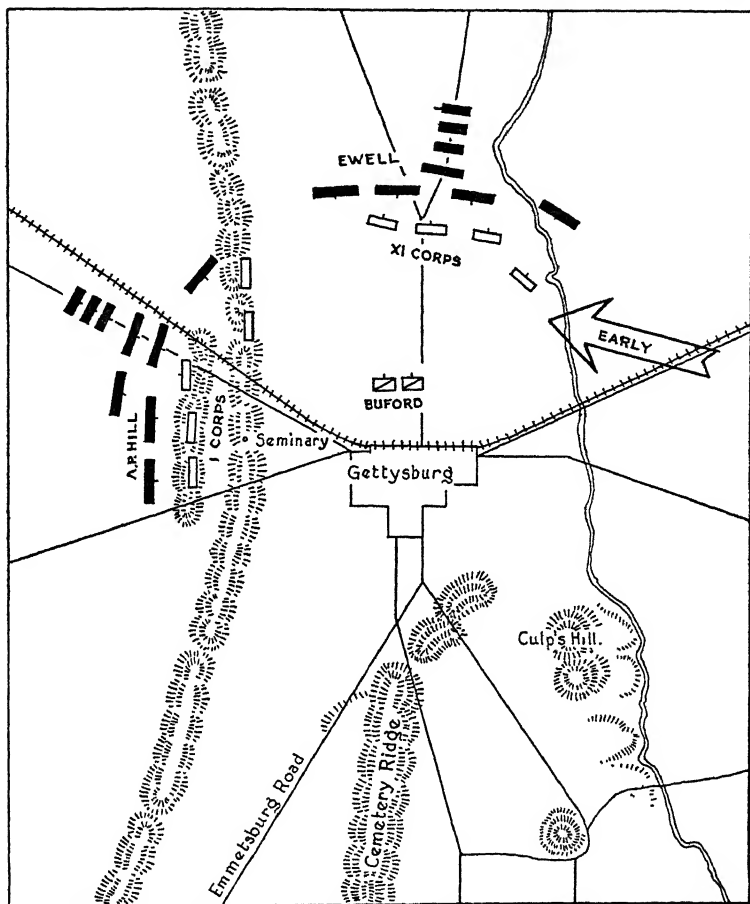 EWELL
XI CORPS
EARLY
BUFORD
A.P. HILL
I CORPS
Seminary
Gettysburg
Culp's Hill.
Cemetery Ridge
Emmetsburg Road